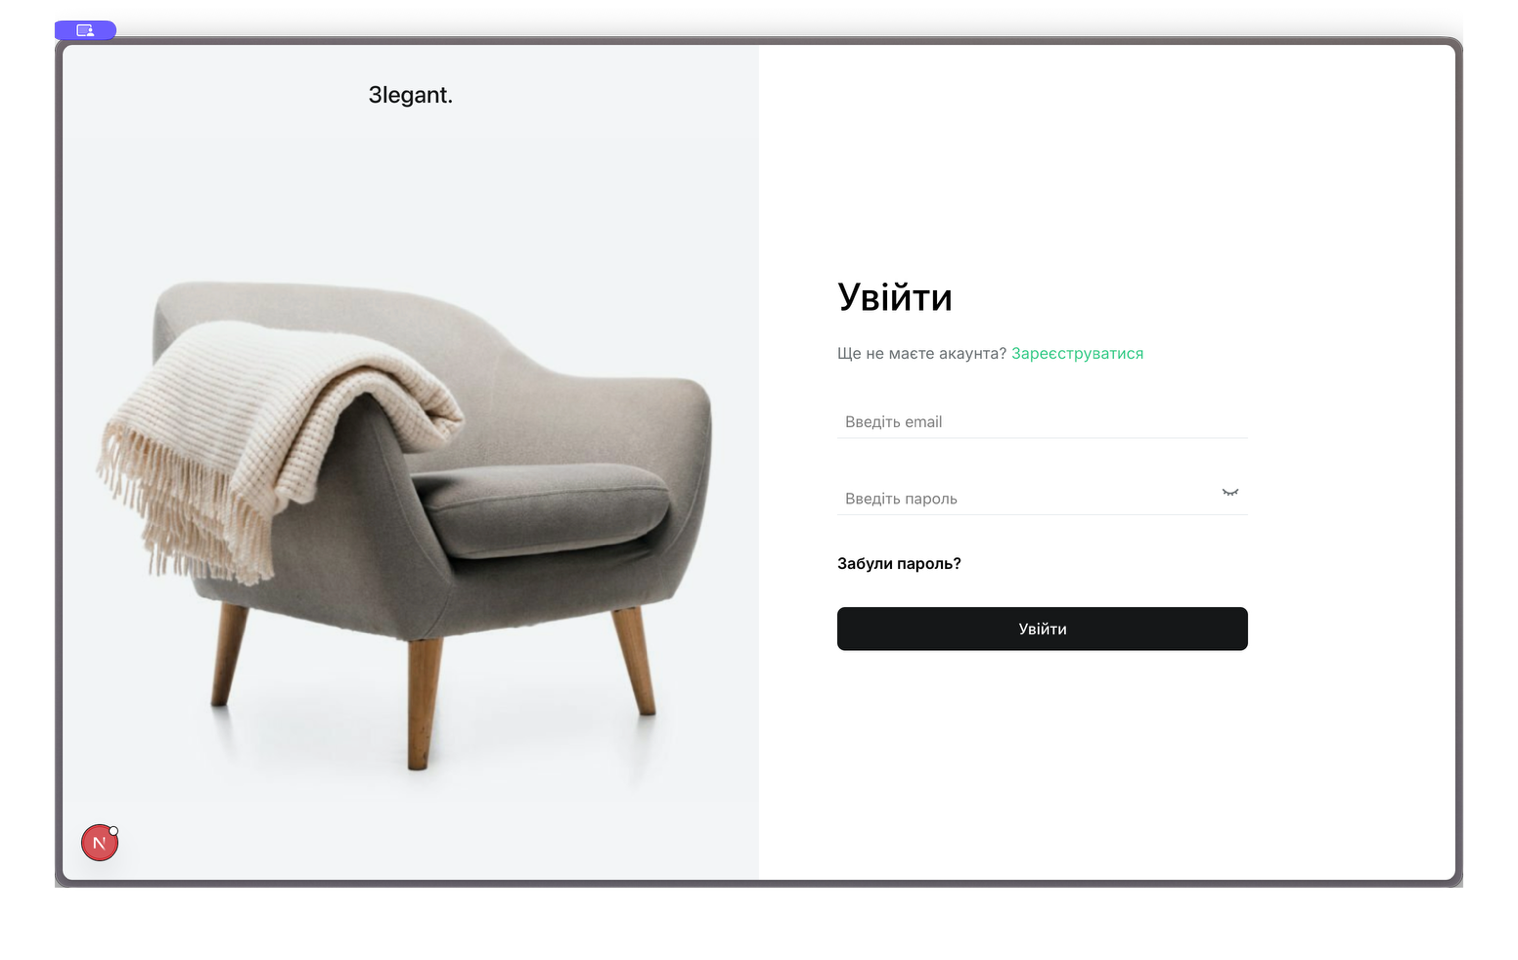 3legant.
Увійти
Ще не маєте акаунта? Зареєструватися
Введіть email
Введіть пароль
Забули пароль?
Увійти
N